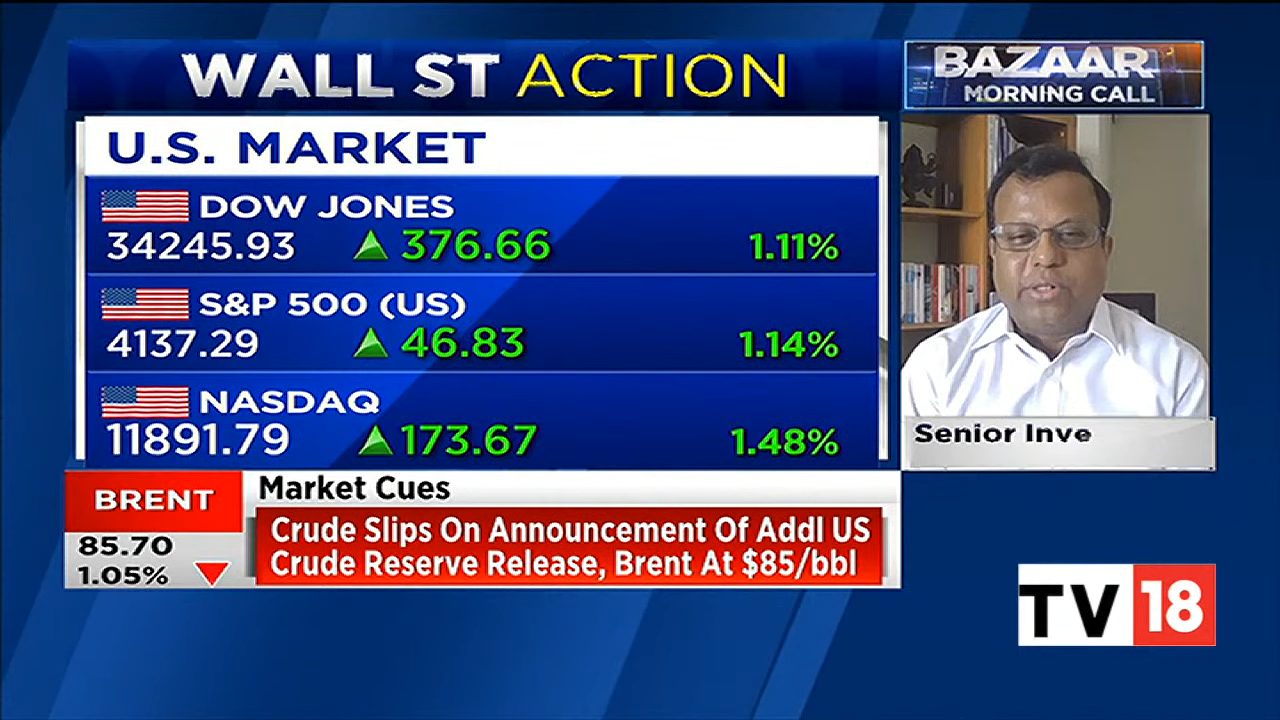 WALL ST ACTION
BAZAAR
MORNING CALL
U.S. MARKET
DOW JONES
34245.93 376.66 1.11%
S&P 500 (US)
4137.29 46.83 1.14%
NASDAQ
11891.79 173.67 1.48%
Senior Inve
BRENT
85.70
1.05%
Market Cues
Crude Slips On Announcement Of Addl US
Crude Reserve Release, Brent At $85/bbl
TV18